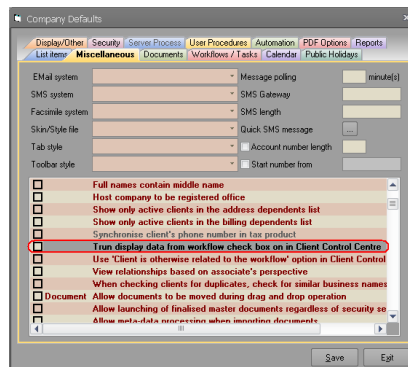 Company Defaults
Display/Other Security Server Process User Procedures Automation PDF Options Reports
List items Miscellaneous Documents Workflows / Tasks Calendar Public Holidays
EMail system
Message polling minute(s)
SMS system
SMS Gateway
Facsimile system
SMS length
Skin/Style file
Quick SMS message ...
Tab style
Account number length
Toolbar style
Start number from
Full names contain middle name
Host company to be registered office
Show only active clients in the address dependents list
Show only active clients in the billing dependents list
Synchronise client's phone number in tax product
Trun display data from workflow check box on in Client Control Centre
Use 'Client is otherwise related to the workflow' option in Client Control
View relationships based on associate's perspective
When checking clients for duplicates, check for similar business names
Document Allow documents to be moved during drag and drop operation
Allow launching of finalised master documents regardless of security se
Allow meta-data processing when importing documents
Save Exit